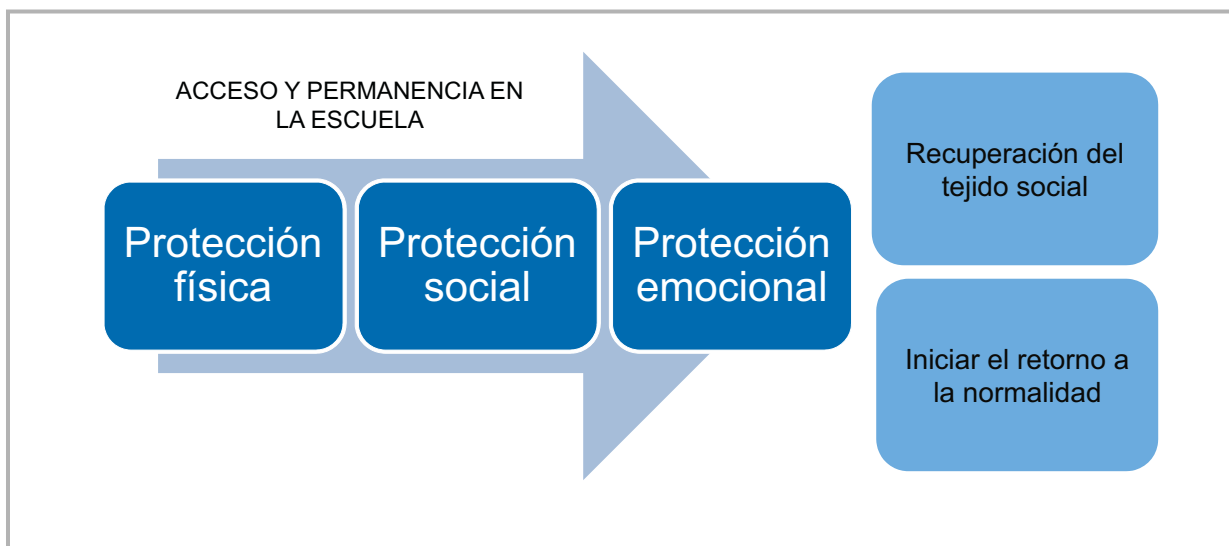 ACCESO Y PERMANENCIA EN
LA ESCUELA
Protección
física
Protección
social
Protección
emocional
Recuperación del
tejido social
Iniciar el retorno a
la normalidad